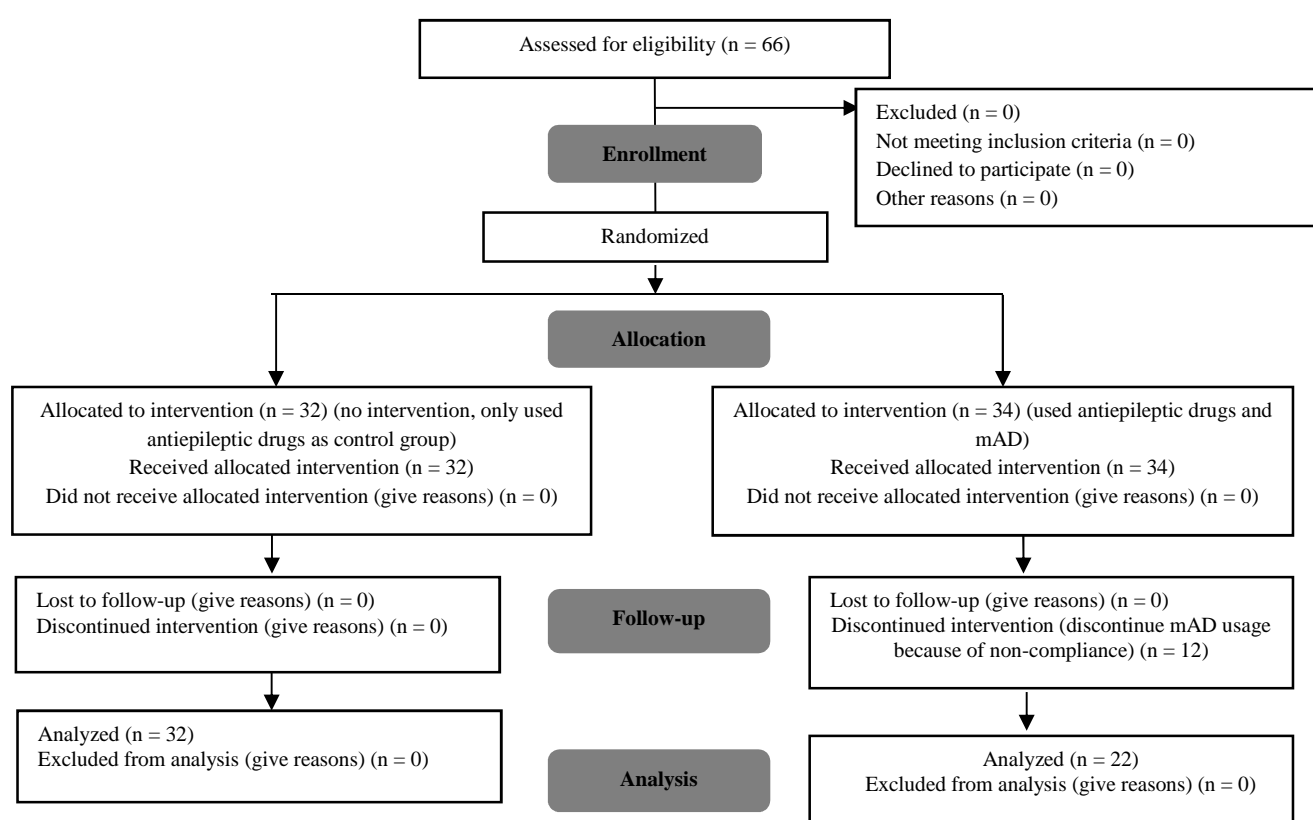 Assessed for eligibility (n = 66)
Excluded (n = 0)
Not meeting inclusion criteria (n = 0)
Declined to participate (n = 0)
Other reasons (n = 0)
Enrollment
Randomized
Allocation
Allocated to intervention (n = 32) (no intervention, only used
antiepileptic drugs as control group)
Received allocated intervention (n = 32)
Did not receive allocated intervention (give reasons) (n = 0)
Allocated to intervention (n = 34) (used antiepileptic drugs and
mAD)
Received allocated intervention (n = 34)
Did not receive allocated intervention (give reasons) (n = 0)
Lost to follow-up (give reasons) (n = 0)
Discontinued intervention (give reasons) (n = 0)
Follow-up
Lost to follow-up (give reasons) (n = 0)
Discontinued intervention (discontinue mAD usage
because of non-compliance) (n = 12)
Analyzed (n = 32)
Excluded from analysis (give reasons) (n = 0)
Analysis
Analyzed (n = 22)
Excluded from analysis (give reasons) (n = 0)